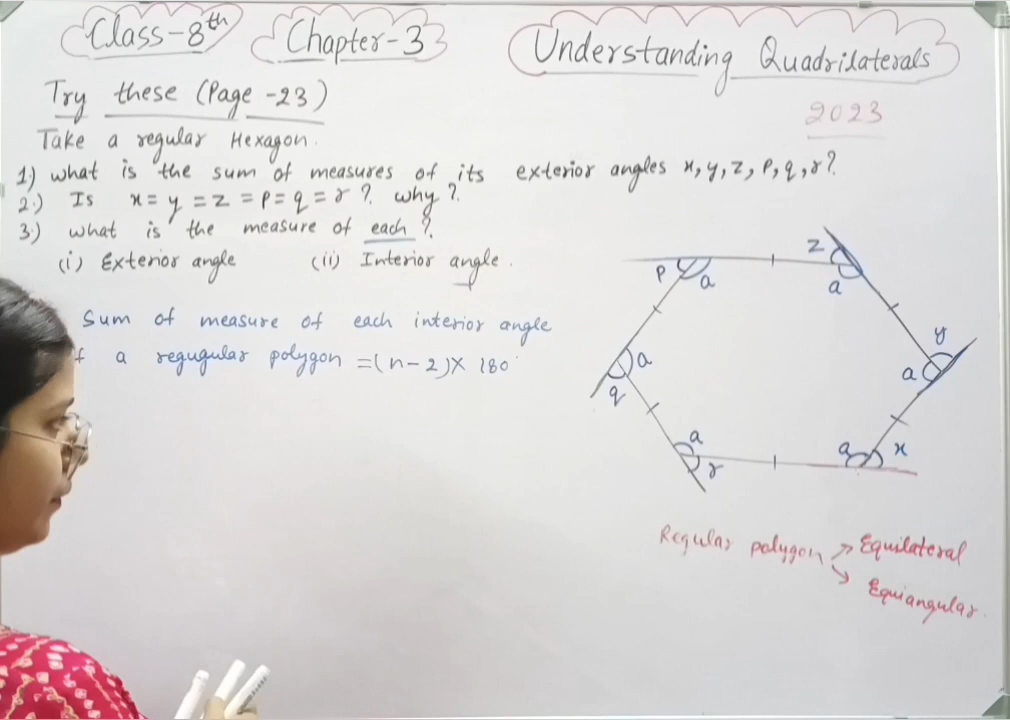 Class-8th Chapter-3 Understanding Quadrilaterals
Try these (Page-23)
2023
Take a regular Hexagon.
1) what is the sum of measures of its exterior angles x, y, z, p, q, r?
2.) Is x = y = z = p = q = r ? why ?
3.) what is the measure of each ?
(i) Exterior angle (ii) Interior angle.
Sum of measure of each interior angle
f a regugular polygon = (n-2) X 180°
z
p a a
y
a a
q
a a x
r
Regular polygon → Equilateral
↘ Equiangular.